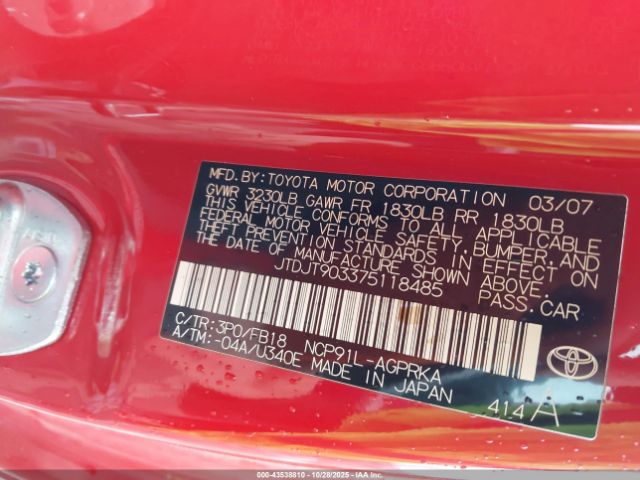 MFD. BY: TOYOTA MOTOR CORPORATION 03/07
GVWR 3230LB GAWR FR 1830LB RR 1830LB
THIS VEHICLE CONFORMS TO ALL APPLICABLE
FEDERAL MOTOR VEHICLE SAFETY, BUMPER, AND
THEFT PREVENTION STANDARDS IN EFFECT ON
THE DATE OF MANUFACTURE SHOWN ABOVE.
JTDJT903375118485 PASS. CAR
C/TR: 3P0/FB18 NCP91L-AGPRKA
A/TM: -04A/U340E MADE IN JAPAN
TOYOTA
414 A
000-43538810 | 10/28/2025 - IAA Inc.